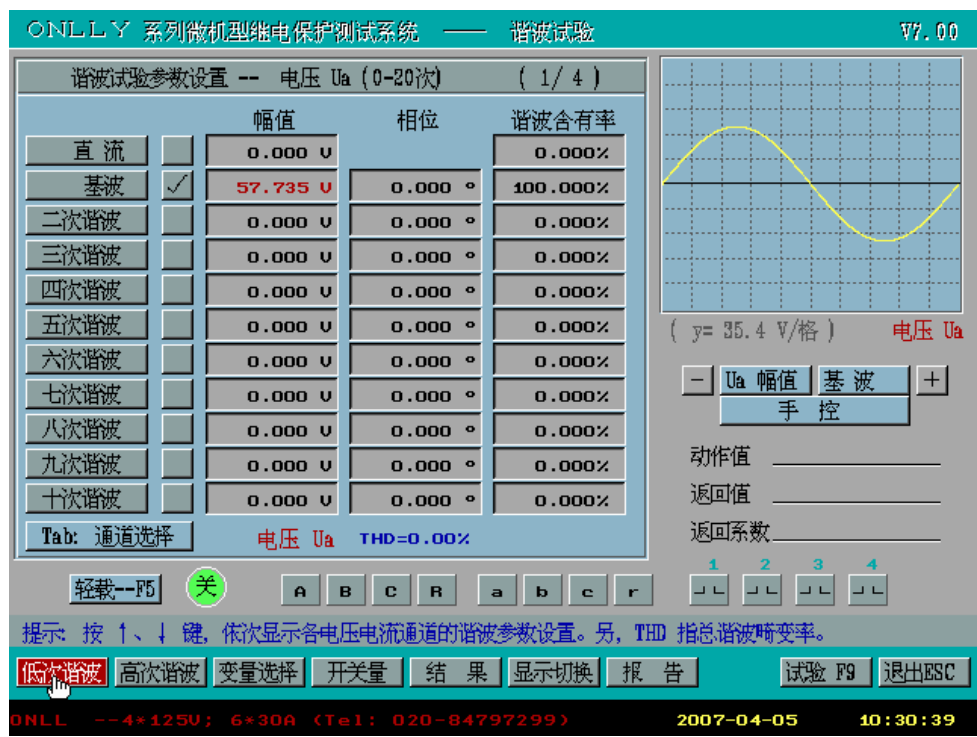 ONLLY 系列微机型继电保护测试系统 —— 谐波试验 V7.00
谐波试验参数设置 -- 电压 Ua (0-20次) ( 1/ 4 )
幅值 相位 谐波含有率
直 流 0.000 V 0.000%
基波 ✓ 57.735 V 0.000 ° 100.000%
二次谐波 0.000 V 0.000 ° 0.000%
三次谐波 0.000 V 0.000 ° 0.000%
四次谐波 0.000 V 0.000 ° 0.000%
五次谐波 0.000 V 0.000 ° 0.000%
六次谐波 0.000 V 0.000 ° 0.000%
七次谐波 0.000 V 0.000 ° 0.000%
八次谐波 0.000 V 0.000 ° 0.000%
九次谐波 0.000 V 0.000 ° 0.000%
十次谐波 0.000 V 0.000 ° 0.000%
Tab: 通道选择 电压 Ua THD=0.00%
( y= 35.4 V/格 ) 电压 Ua
- Ua 幅值 基 波 +
手 控
动作值
返回值
返回系数
1 2 3 4
轻载--F5 关 A B C R a b c r
提示: 按 ↑、↓ 键, 依次显示各电压电流通道的谐波参数设置。另, THD 指总谐波畸变率。
低次谐波 高次谐波 变量选择 开关量 结 果 显示切换 报 告 试验 F9 退出ESC
ONLL --4*125V; 6*30A (Tel: 020-84797299) 2007-04-05 10:30:39